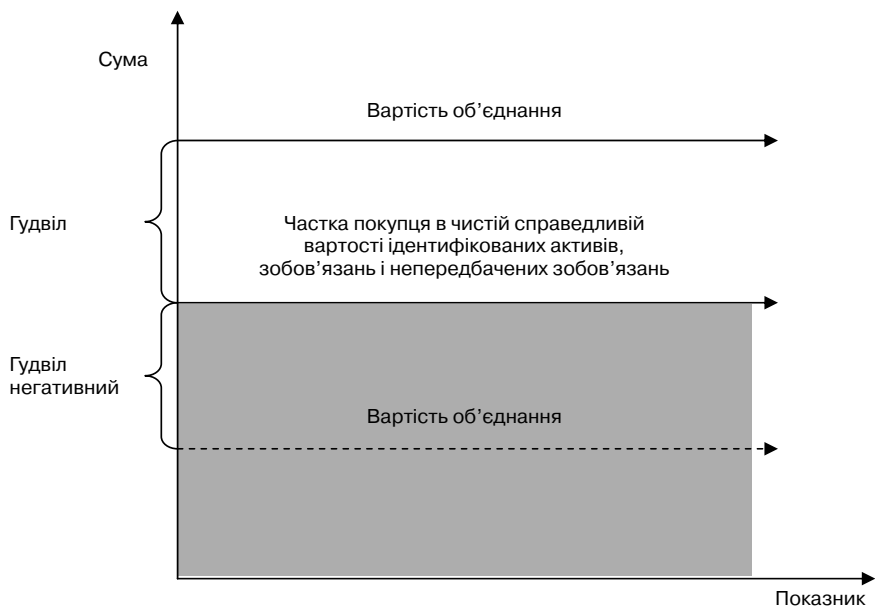 Сума
Вартість об’єднання
Гудвіл
Частка покупця в чистій справедливій
вартості ідентифікованих активів,
зобов’язань і непередбачених зобов’язань
Гудвіл
негативний
Вартість об’єднання
Показник